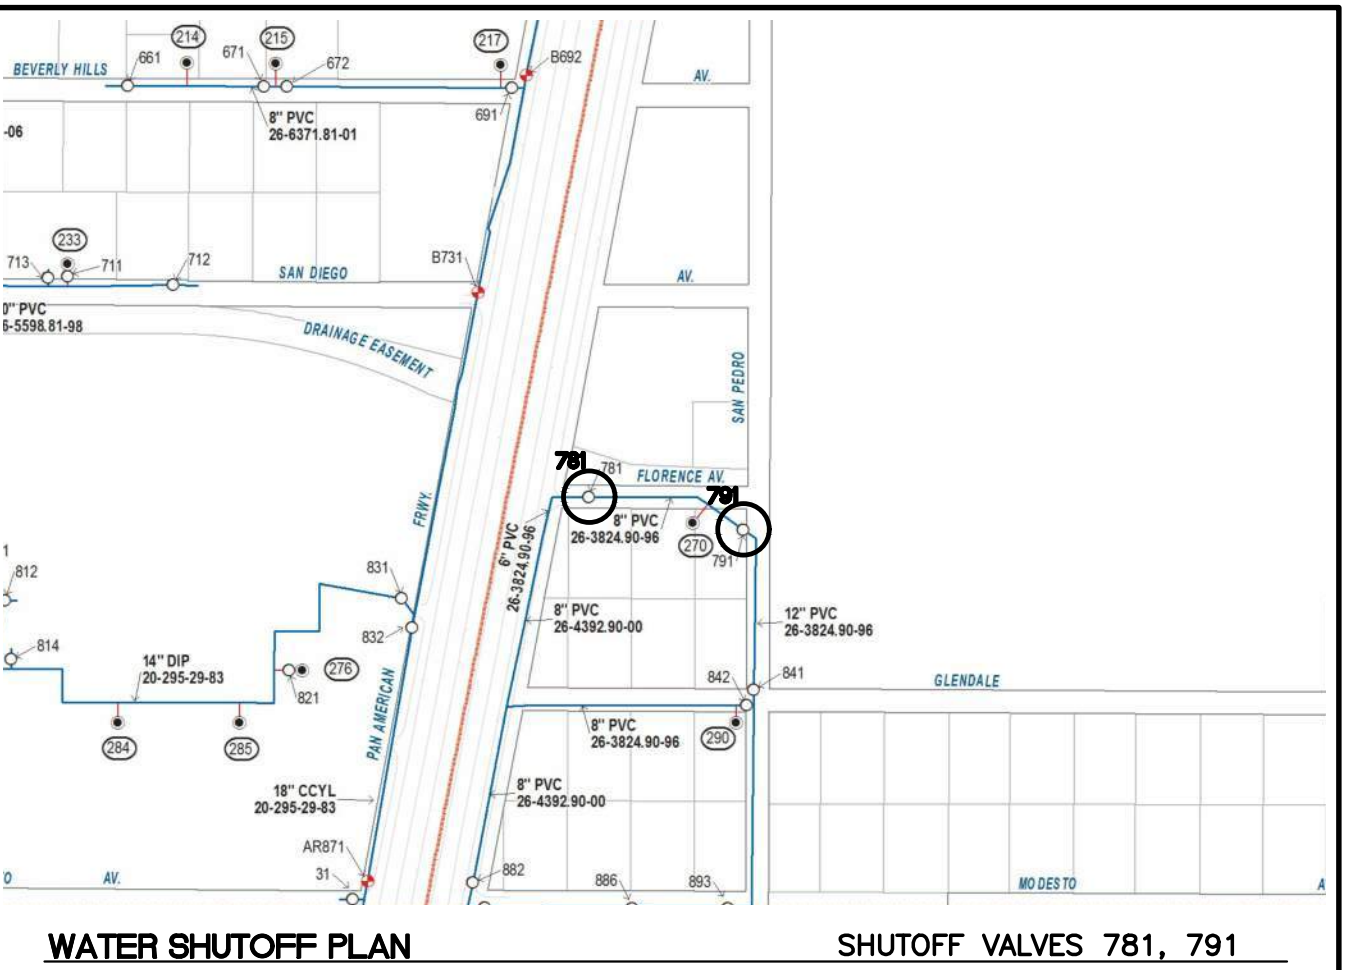 214
215
217
661
671
672
B692
BEVERLY HILLS
AV.
691
8" PVC
26-6371.81-01
-06
233
713
711
712
B731
SAN DIEGO
AV.
0" PVC
6-5598.81-98
DRAINAGE EASEMENT
SAN PEDRO
781
781
FLORENCE AV.
791
FRWY.
6" PVC
26-3824.90-96
8" PVC
26-3824.90-96
270
791
1
812
831
832
8" PVC
26-4392.90-00
12" PVC
26-3824.90-96
814
14" DIP
20-295-29-83
276
821
842
841
GLENDALE
PAN AMERICAN
284
285
8" PVC
26-3824.90-96
290
18" CCYL
20-295-29-83
8" PVC
26-4392.90-00
AR871
31
882
886
893
TO
AV.
MODESTO
A
WATER SHUTOFF PLAN
SHUTOFF VALVES 781, 791